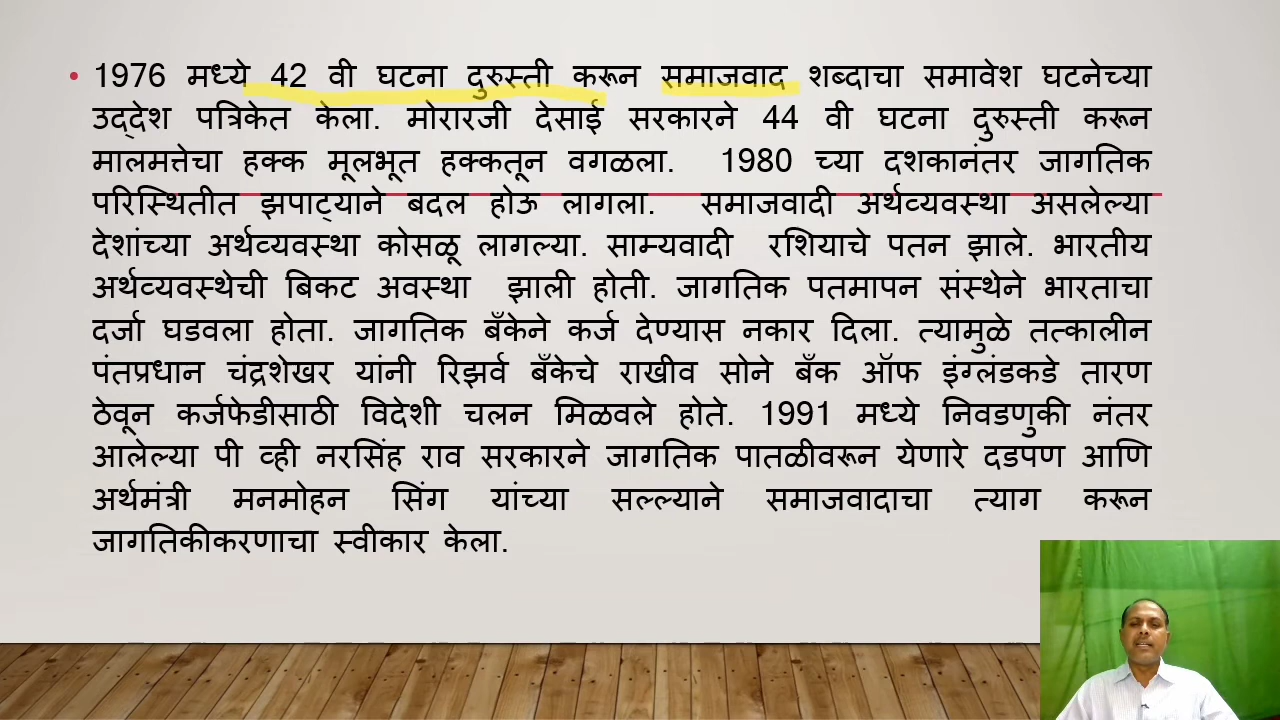 • 1976 मध्ये 42 वी घटना दुरुस्ती करून समाजवाद शब्दाचा समावेश घटनेच्या
उद्देश पत्रिकेत केला. मोरारजी देसाई सरकारने 44 वी घटना दुरुस्ती करून
मालमत्तेचा हक्क मूलभूत हक्कतून वगळला. 1980 च्या दशकानंतर जागतिक
परिस्थितीत झपाट्याने बदल होऊ लागला. समाजवादी अर्थव्यवस्था असलेल्या
देशांच्या अर्थव्यवस्था कोसळू लागल्या. साम्यवादी रशियाचे पतन झाले. भारतीय
अर्थव्यवस्थेची बिकट अवस्था झाली होती. जागतिक पतमापन संस्थेने भारताचा
दर्जा घडवला होता. जागतिक बँकेने कर्ज देण्यास नकार दिला. त्यामुळे तत्कालीन
पंतप्रधान चंद्रशेखर यांनी रिझर्व बँकेचे राखीव सोने बँक ऑफ इंग्लंडकडे तारण
ठेवून कर्जफेडीसाठी विदेशी चलन मिळवले होते. 1991 मध्ये निवडणुकी नंतर
आलेल्या पी व्ही नरसिंह राव सरकारने जागतिक पातळीवरून येणारे दडपण आणि
अर्थमंत्री मनमोहन सिंग यांच्या सल्ल्याने समाजवादाचा त्याग करून
जागतिकीकरणाचा स्वीकार केला.